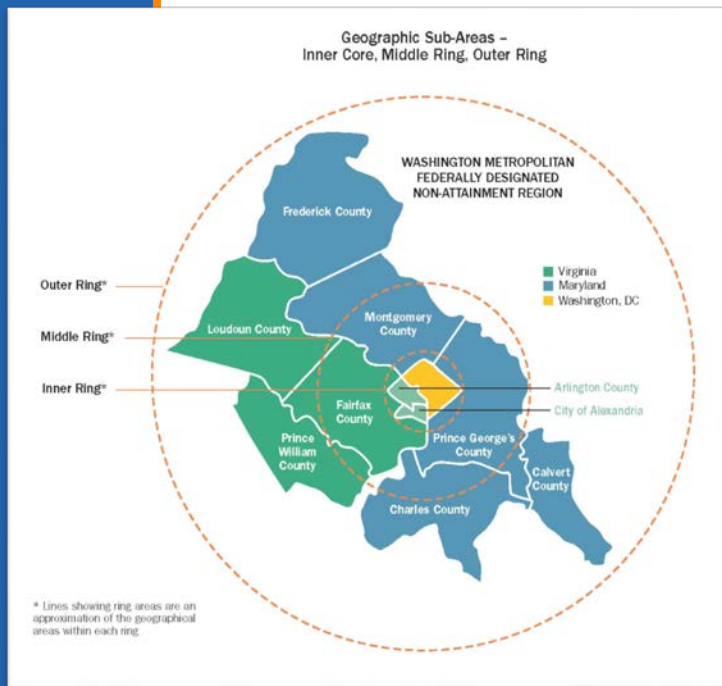 Geographic Sub-Areas –
Inner Core, Middle Ring, Outer Ring
WASHINGTON METROPOLITAN
FEDERALLY DESIGNATED
NON-ATTAINMENT REGION
Frederick County
Virginia
Maryland
Washington, DC
Outer Ring*
Loudoun County
Montgomery
County
Middle Ring*
Inner Ring*
Arlington County
City of Alexandria
Fairfax
County
Prince
William
County
Prince George's
County
Calvert
County
Charles County
* Lines showing ring areas are an
approximation of the geographical
areas within each ring